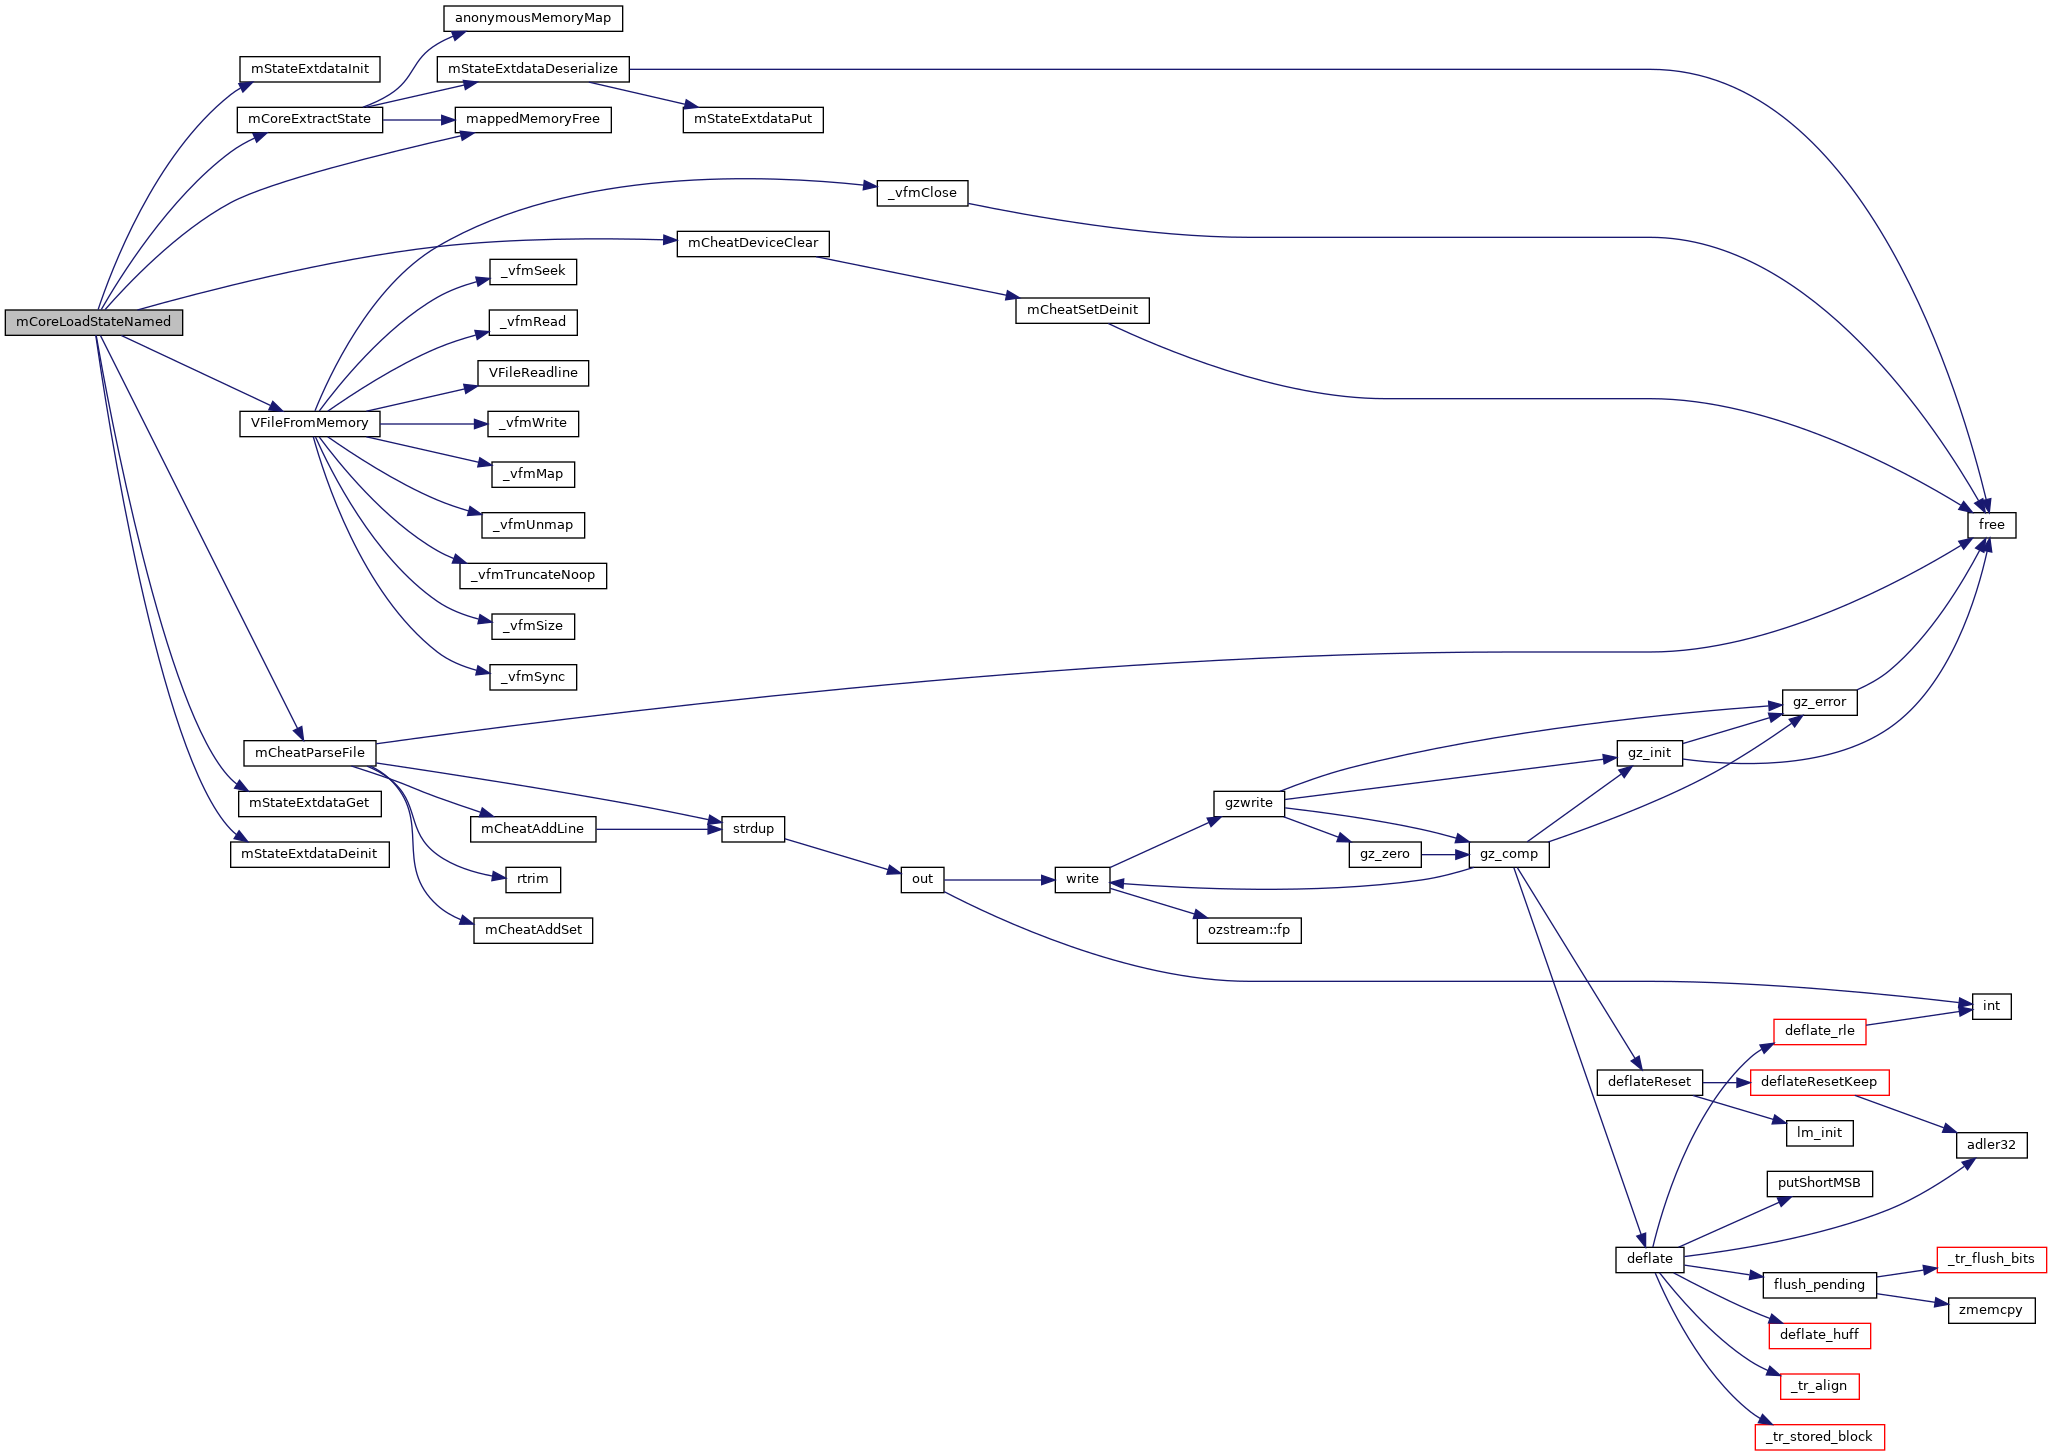 anonymousMemoryMap
mStateExtdataInit
mStateExtdataDeserialize
mCoreExtractState
mappedMemoryFree
mStateExtdataPut
_vfmClose
mCheatDeviceClear
_vfmSeek
mCheatSetDeinit
mCoreLoadStateNamed
_vfmRead
VFileReadline
VFileFromMemory
_vfmWrite
_vfmMap
_vfmUnmap
free
_vfmTruncateNoop
_vfmSize
_vfmSync
gz_error
mCheatParseFile
gz_init
mStateExtdataGet
gzwrite
mCheatAddLine
strdup
mStateExtdataDeinit
gz_zero
gz_comp
rtrim
out
write
mCheatAddSet
ozstream::fp
int
deflate_rle
deflateReset
deflateResetKeep
lm_init
adler32
putShortMSB
deflate
_tr_flush_bits
flush_pending
zmemcpy
deflate_huff
_tr_align
_tr_stored_block